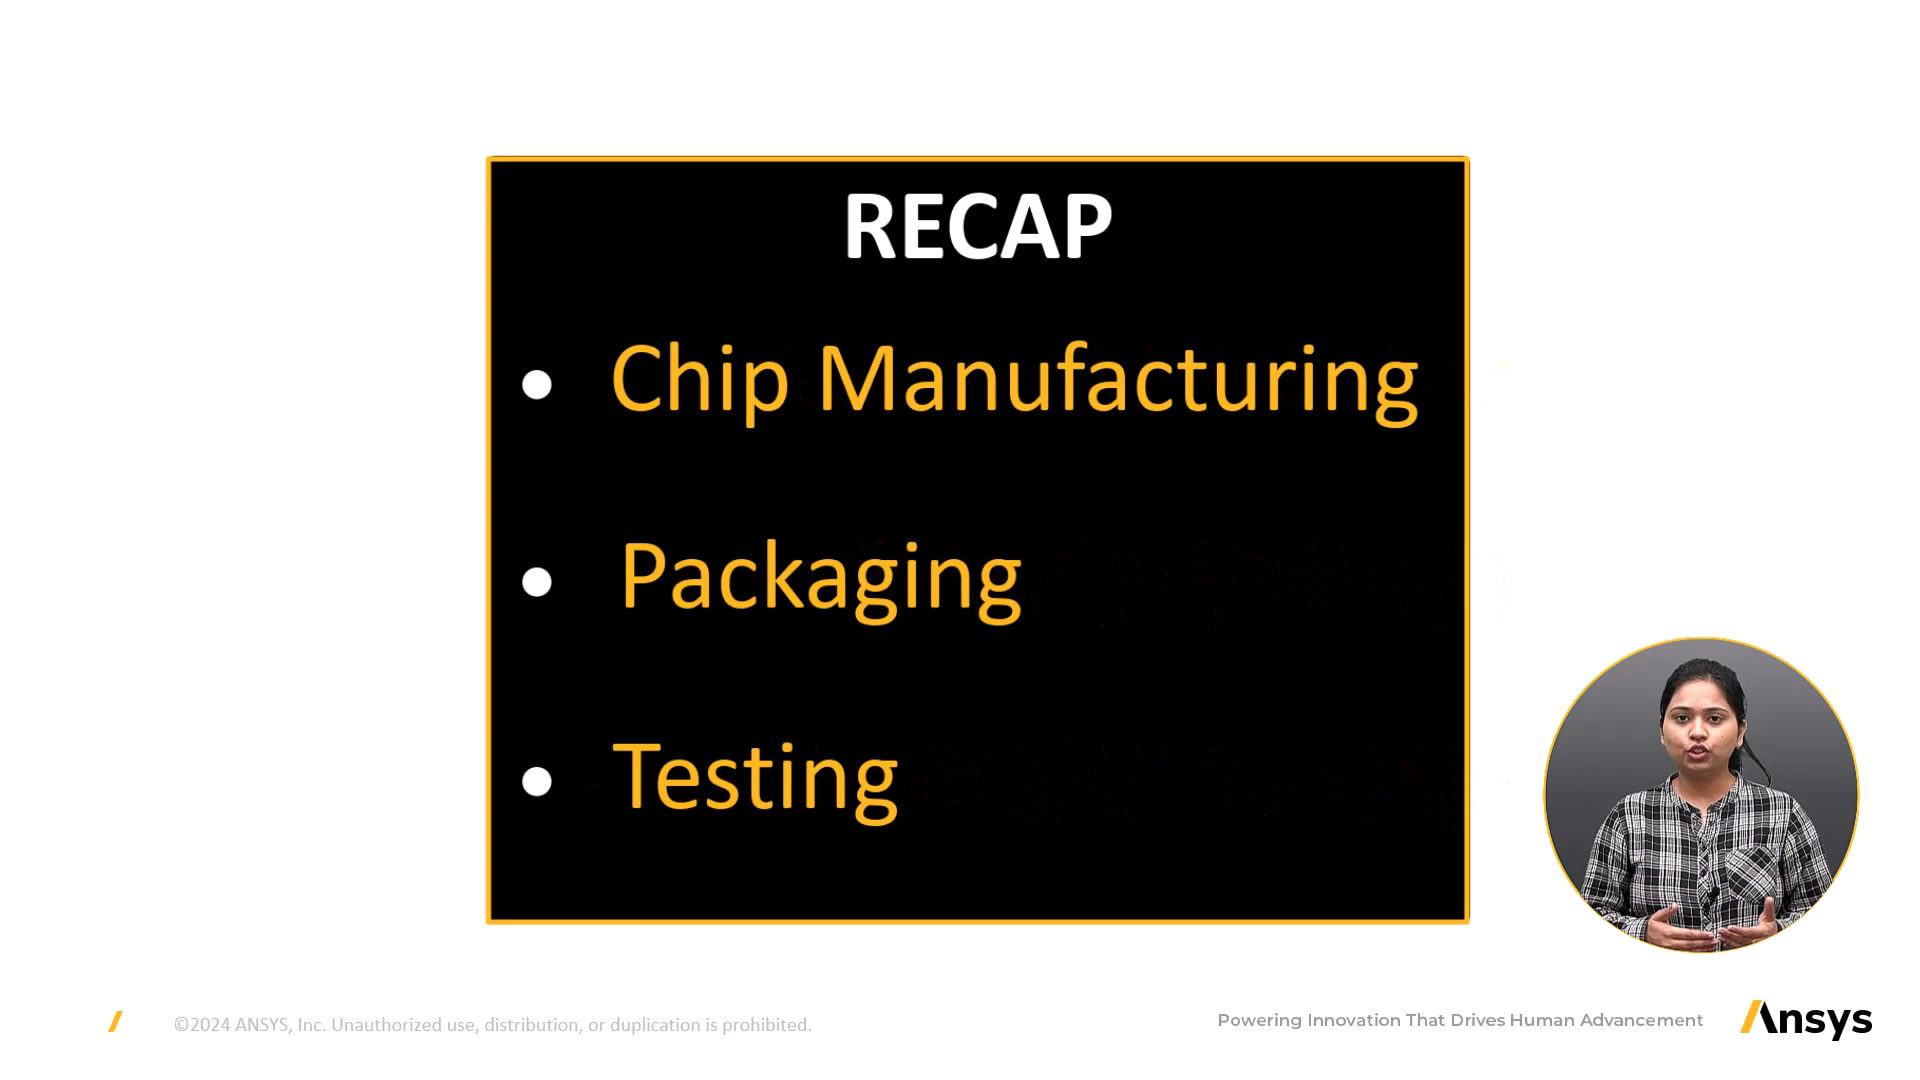 RECAP
• Chip Manufacturing
• Packaging
• Testing
©2024 ANSYS, Inc. Unauthorized use, distribution, or duplication is prohibited.
Powering Innovation That Drives Human Advancement
Ansys